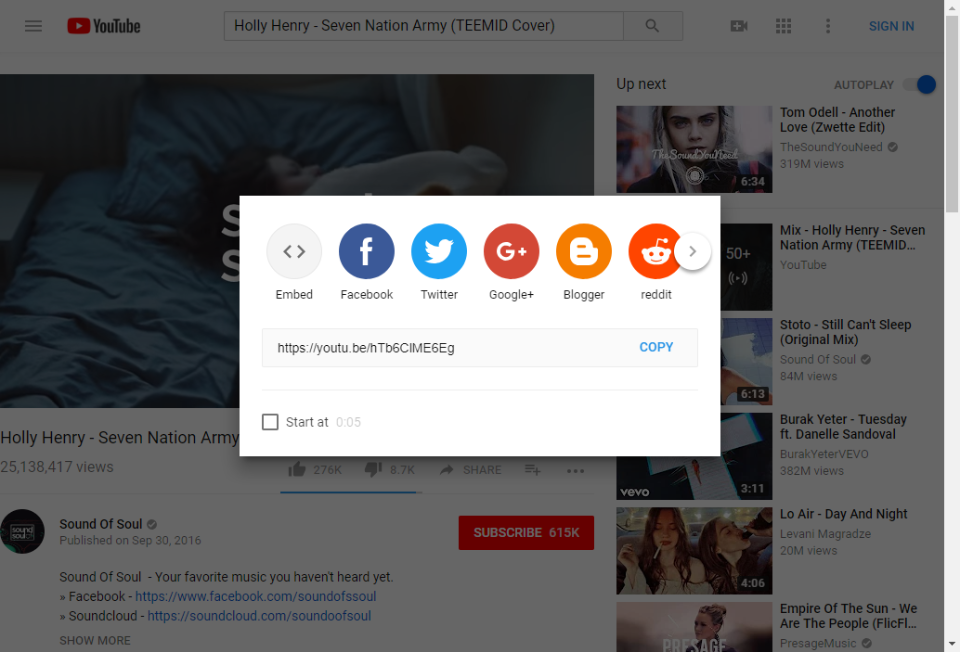 YouTube
Holly Henry - Seven Nation Army (TEEMID Cover)
SIGN IN
Up next
AUTOPLAY
TheSoundYouNeed
6:34
Tom Odell - Another
Love (Zwette Edit)
TheSoundYouNeed
319M views
50+
Mix - Holly Henry - Seven
Nation Army (TEEMID…
YouTube
6:13
Stoto - Still Can't Sleep
(Original Mix)
Sound Of Soul
84M views
vevo
3:11
Burak Yeter - Tuesday
ft. Danelle Sandoval
BurakYeterVEVO
382M views
4:06
Lo Air - Day And Night
Levani Magradze
20M views
PRESAGE
Empire Of The Sun - We
Are The People (FlicFl…
PresageMusic
Embed
Facebook
Twitter
Google+
Blogger
reddit
https://youtu.be/hTb6ClME6Eg
COPY
Start at 0:05
Holly Henry - Seven Nation Army
25,138,417 views
276K
8.7K
SHARE
sound
soul
Sound Of Soul
Published on Sep 30, 2016
SUBSCRIBE 615K
Sound Of Soul - Your favorite music you haven't heard yet.
» Facebook - https://www.facebook.com/soundofssoul
» Soundcloud - https://soundcloud.com/soundoofsoul
SHOW MORE